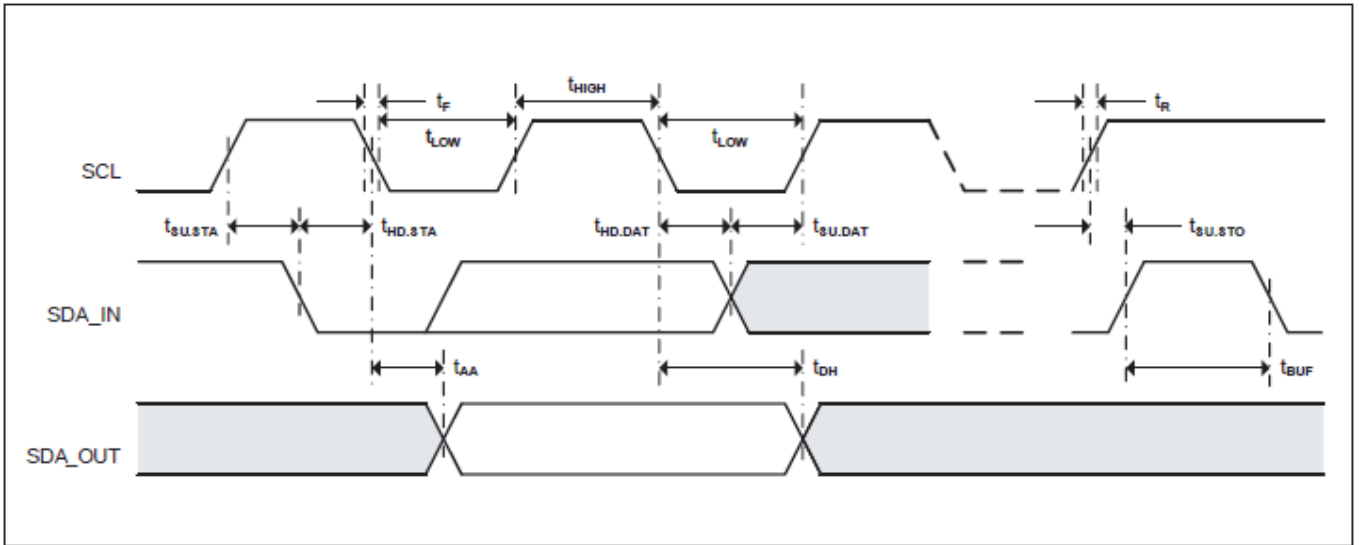 tHIGH
tF
tR
tLOW
tLOW
SCL
tSU.STA
tHD.STA
tHD.DAT
tSU.DAT
tSU.STO
SDA_IN
tAA
tDH
tBUF
SDA_OUT